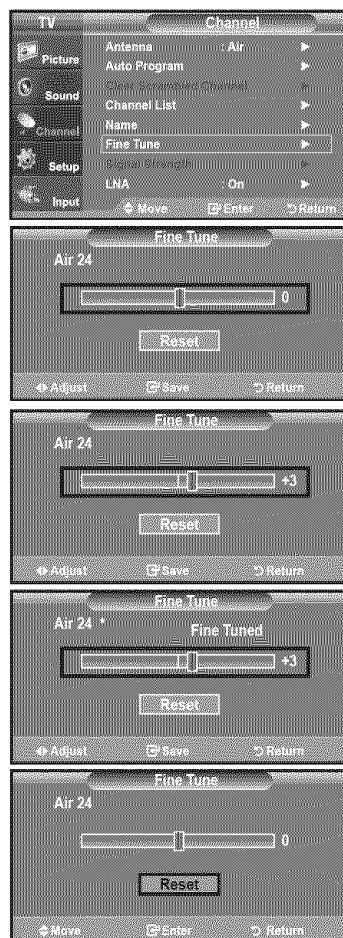 TV
Channel
Picture
Sound
Channel
Setup
Input
Antenna : Air
Auto Program
Clear Scrambled Channel
Channel List
Name
Fine Tune
Signal Strength
LNA : On
Move Enter Return
Fine Tune
Air 24
0
Reset
Adjust Save Return
Fine Tune
Air 24
+3
Reset
Adjust Save Return
Fine Tune
Air 24 *
Fine Tuned
+3
Reset
Adjust Save Return
Fine Tune
Air 24
0
Reset
Move Enter Return